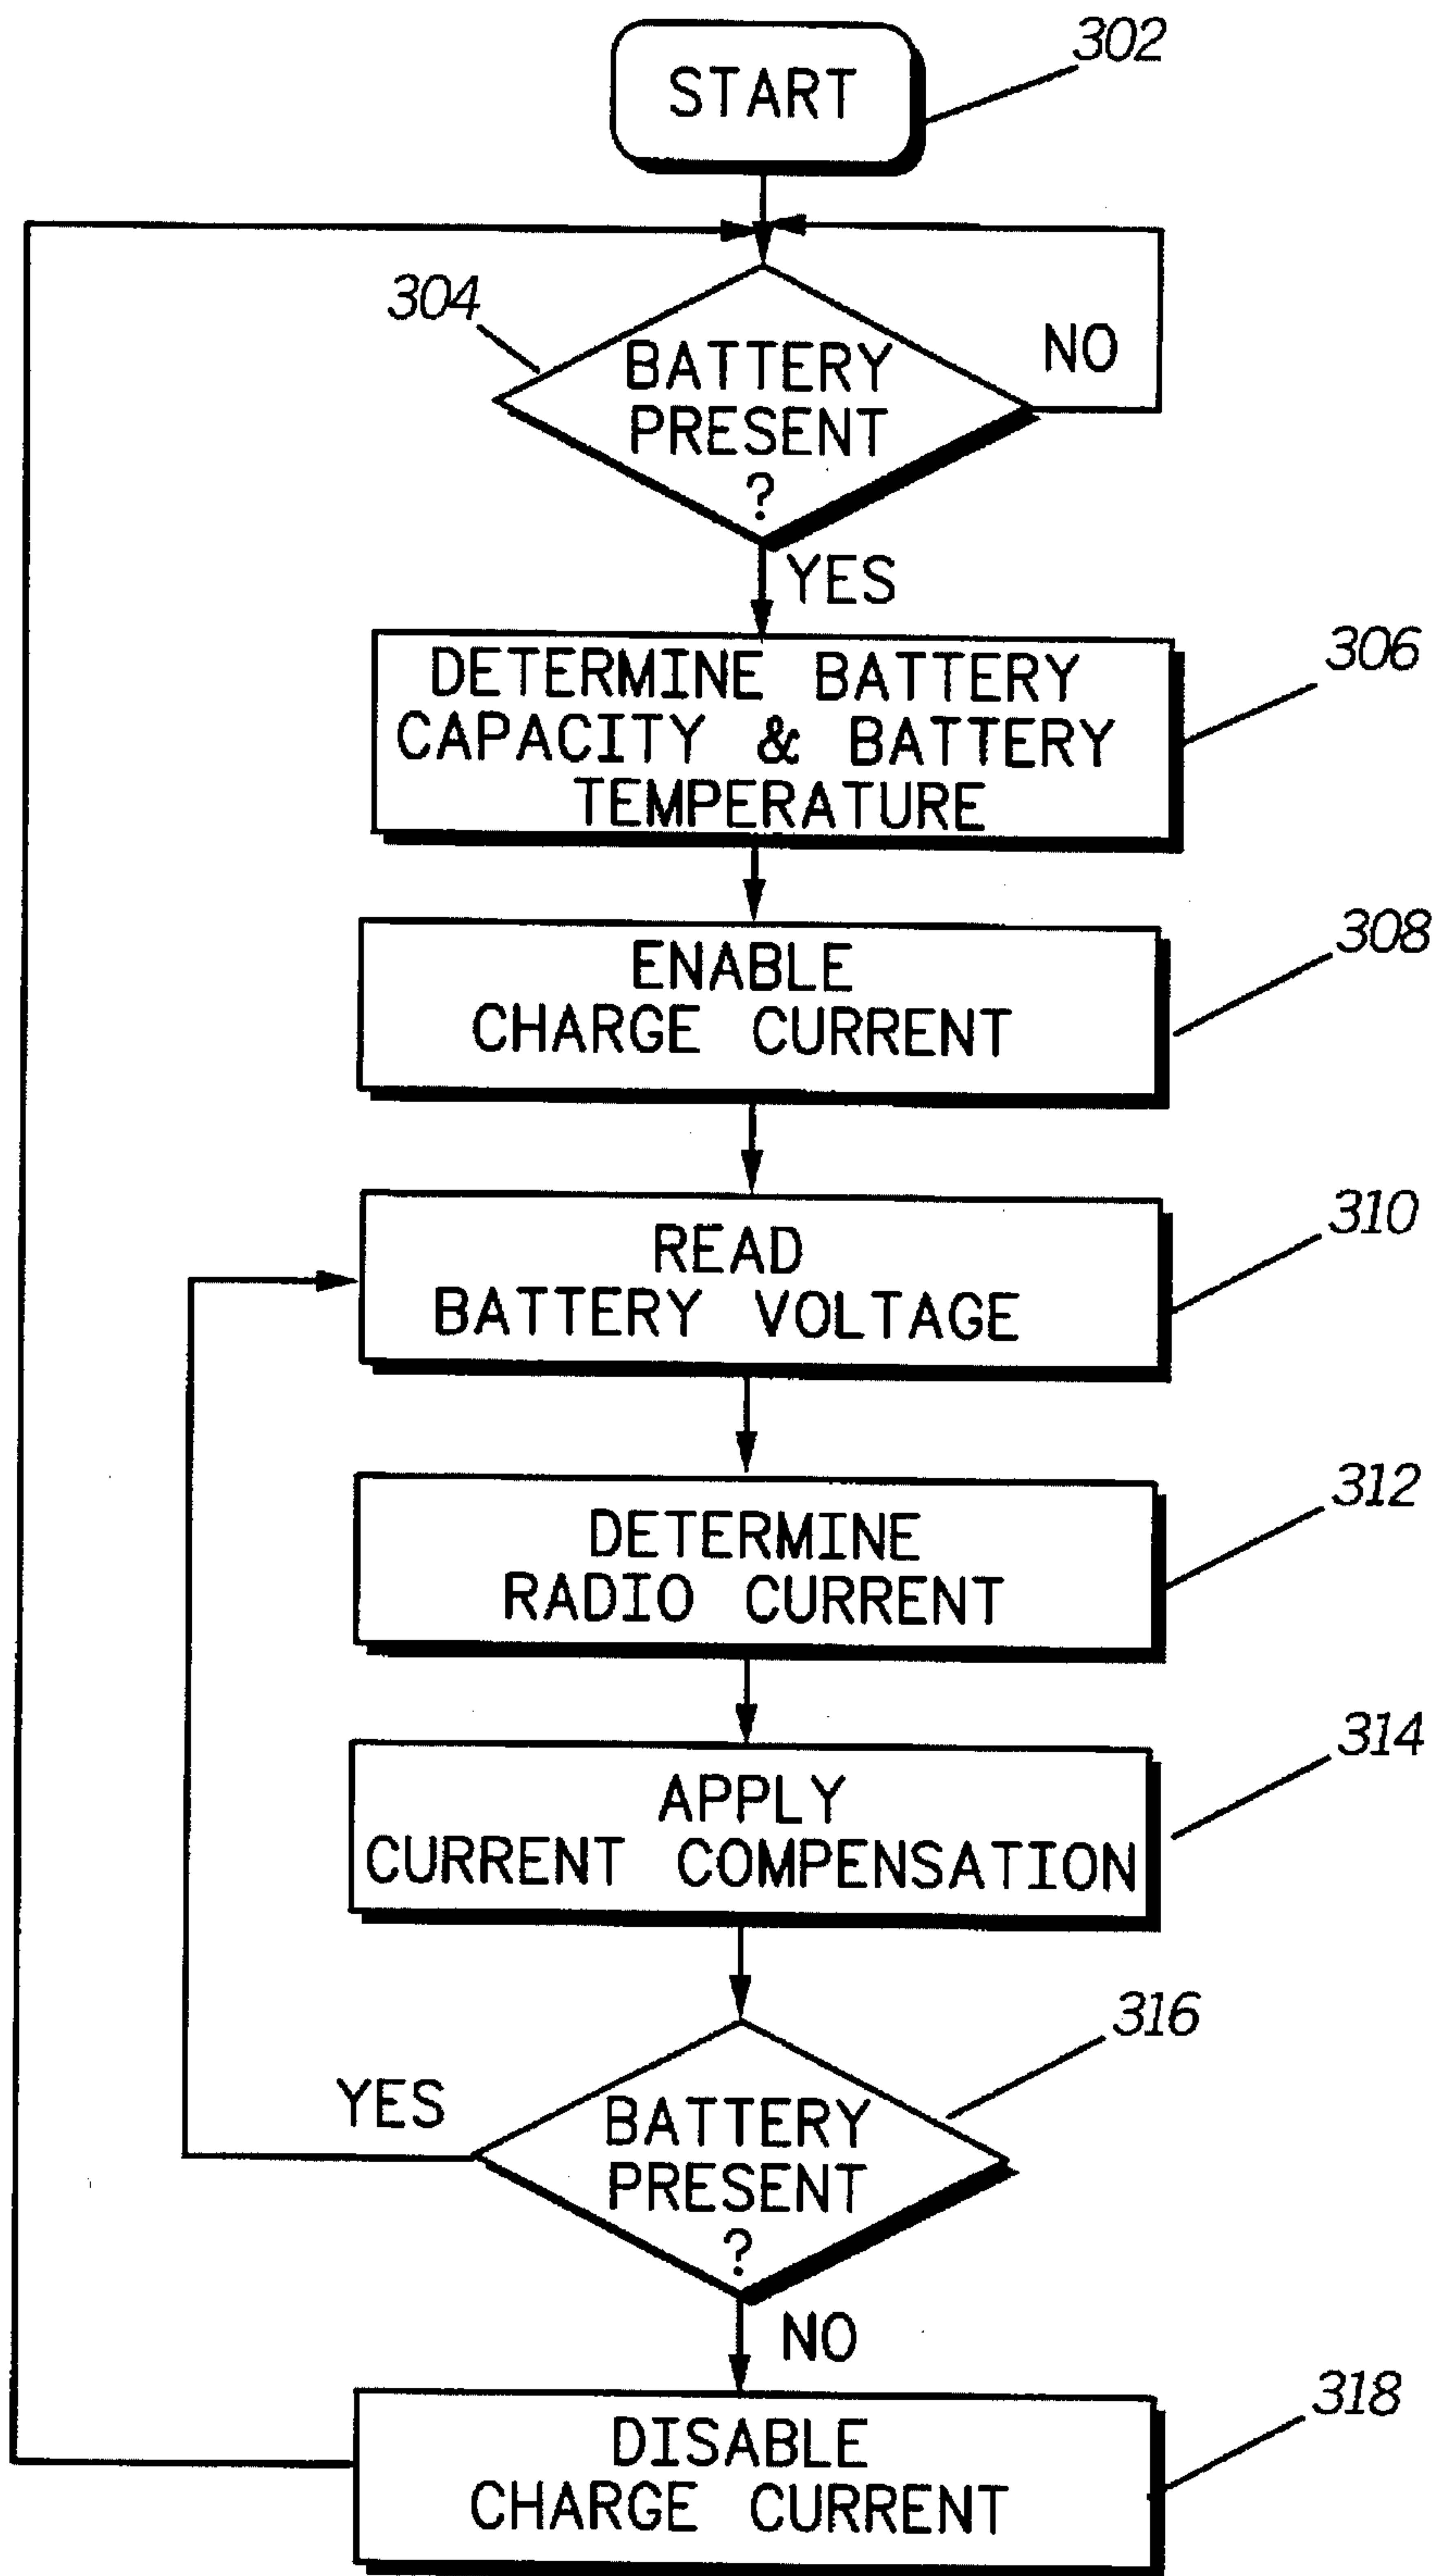 START
302
304
BATTERY
PRESENT
?
NO
YES
DETERMINE BATTERY
CAPACITY & BATTERY
TEMPERATURE
306
ENABLE
CHARGE CURRENT
308
READ
BATTERY VOLTAGE
310
DETERMINE
RADIO CURRENT
312
APPLY
CURRENT COMPENSATION
314
316
YES
BATTERY
PRESENT
?
NO
DISABLE
CHARGE CURRENT
318